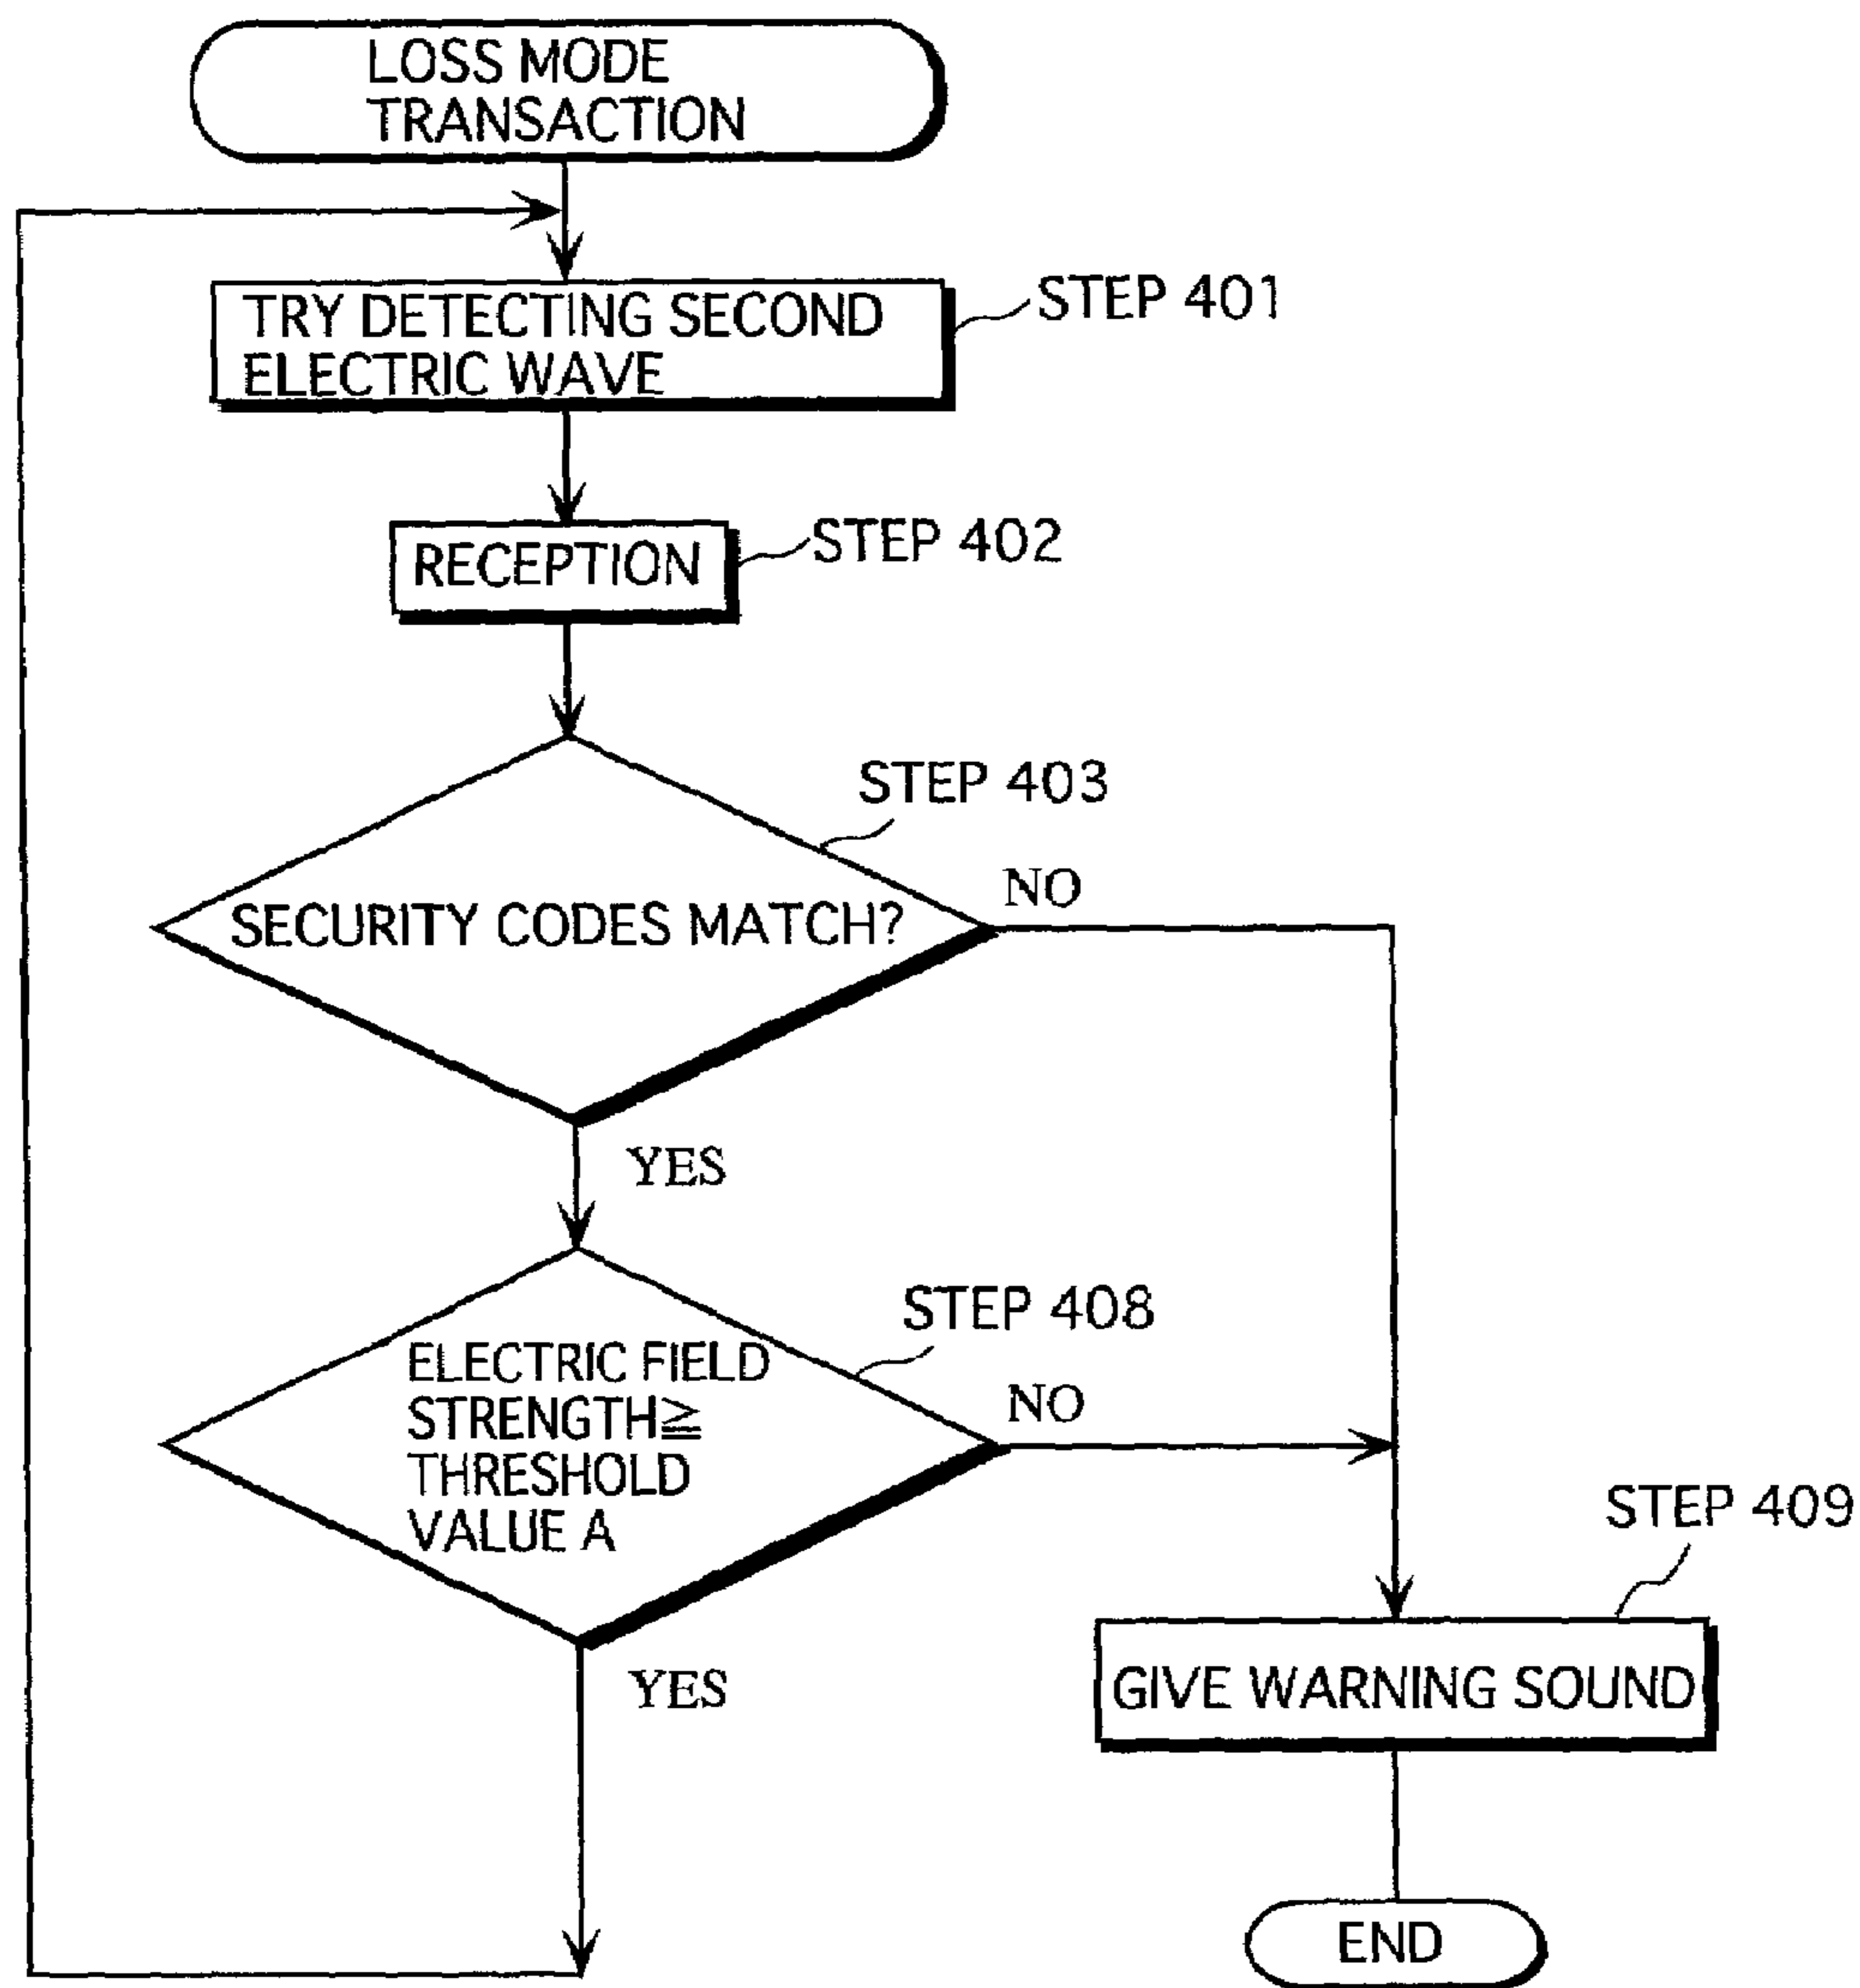 LOSS MODE
TRANSACTION
TRY DETECTING SECOND
ELECTRIC WAVE
STEP 401
RECEPTION
STEP 402
STEP 403
SECURITY CODES MATCH?
NO
YES
STEP 408
ELECTRIC FIELD
STRENGTH≧
THRESHOLD
VALUE A
NO
YES
STEP 409
GIVE WARNING SOUND
END